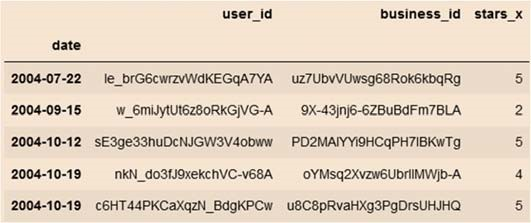 user_id business_id stars_x
date
2004-07-22 le_brG6cwrzvWdKEGqA7YA uz7UbvVUwsg68Rok6kbqRg 5
2004-09-15 w_6miJytUt6z8oRkGjVG-A 9X-43jnj6-6ZBuBdFm7BLA 2
2004-10-12 sE3ge33huDcNJGW3V4obww PD2MAlYYi9HCqPH7lBKwTg 5
2004-10-19 nkN_do3fJ9xekchVC-v68A oYMsq2Xvzw6UbrlIMWjb-A 4
2004-10-19 c6HT44PKCaXqzN_BdgKPCw u8C8pRvaHXg3PgDrsUHJHQ 5